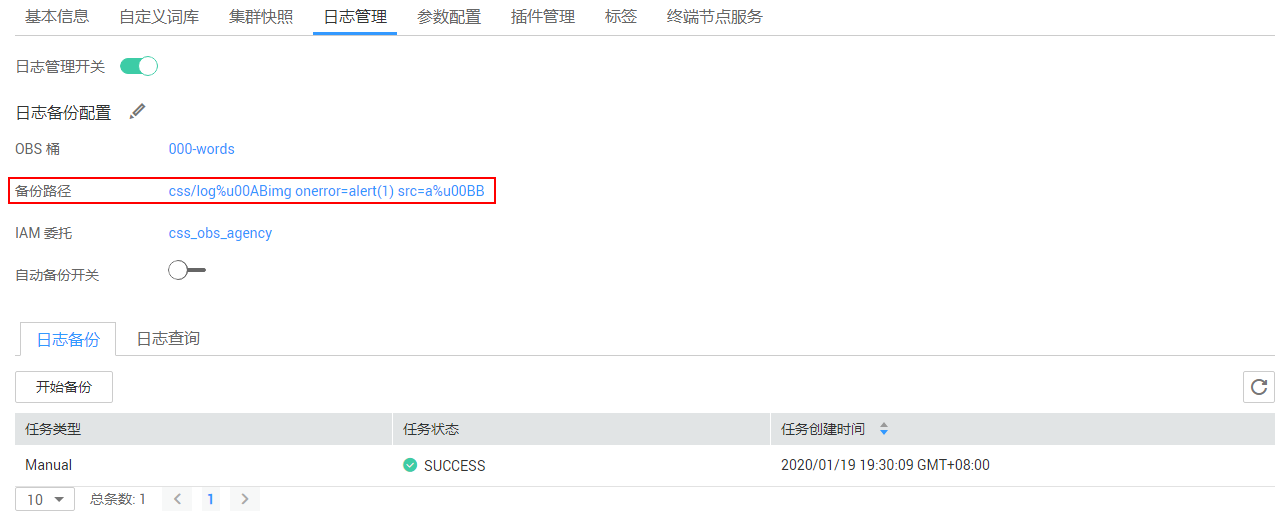 基本信息 自定义词库 集群快照 日志管理 参数配置 插件管理 标签 终端节点服务
日志管理开关
日志备份配置
OBS 桶 000-words
备份路径 css/log%u00ABimg onerror=alert(1) src=a%u00BB
IAM 委托 css_obs_agency
自动备份开关
日志备份 日志查询
开始备份
任务类型 任务状态 任务创建时间
Manual SUCCESS 2020/01/19 19:30:09 GMT+08:00
10 总条数: 1 1